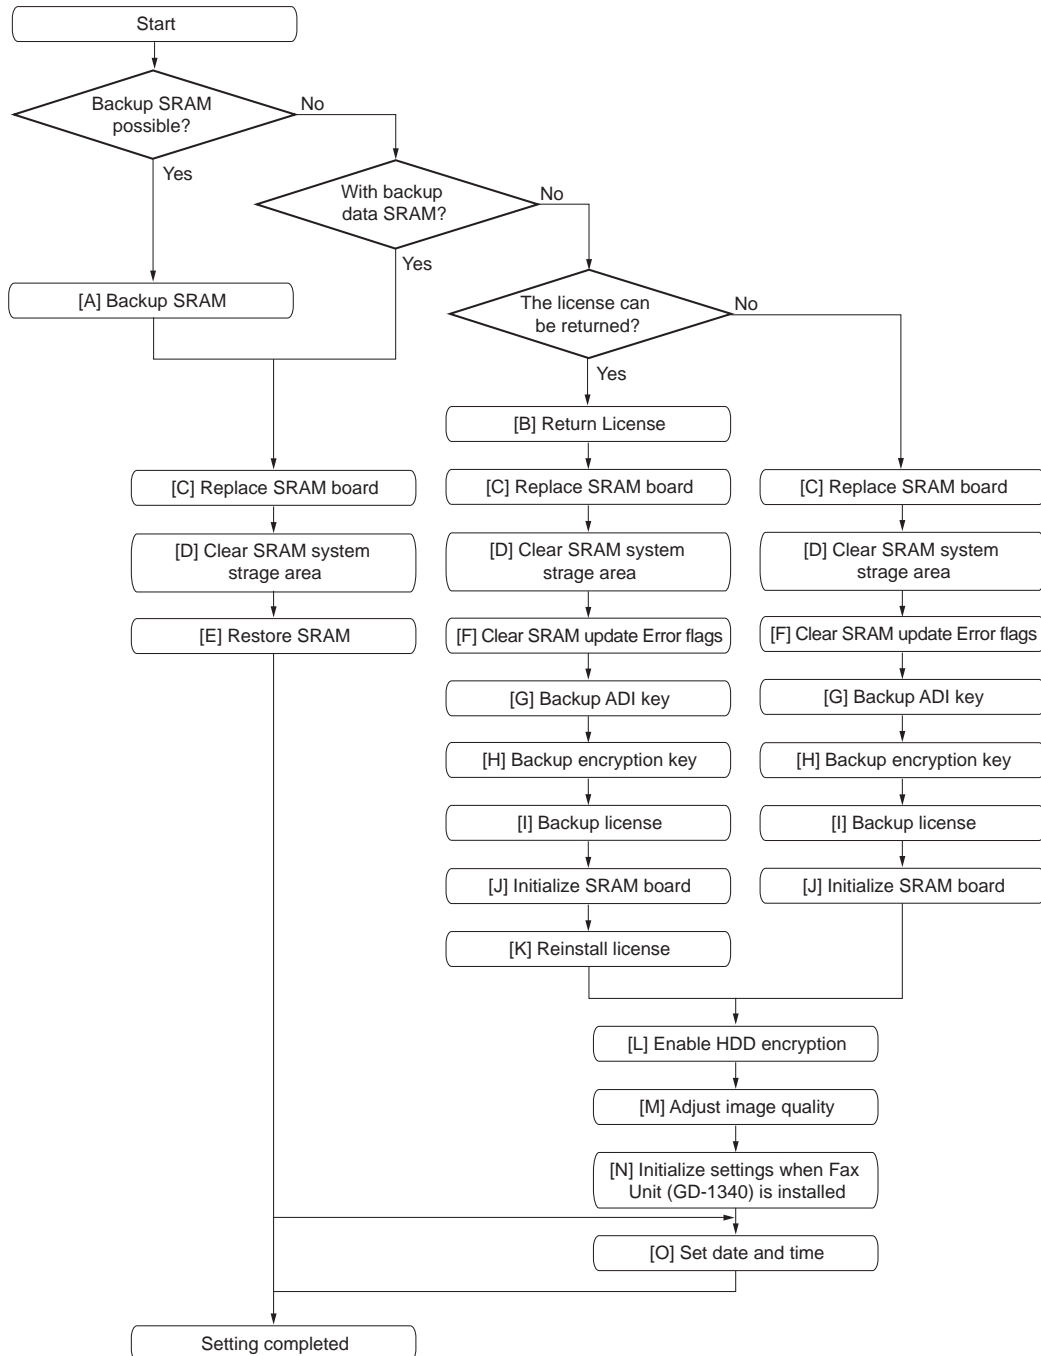 Start
Backup SRAM
possible?
No
Yes
With backup
data SRAM?
No
Yes
[A] Backup SRAM
The license can
be returned?
No
Yes
[B] Return License
[C] Replace SRAM board
[C] Replace SRAM board
[C] Replace SRAM board
[D] Clear SRAM system
strage area
[D] Clear SRAM system
strage area
[D] Clear SRAM system
strage area
[E] Restore SRAM
[F] Clear SRAM update Error flags
[F] Clear SRAM update Error flags
[G] Backup ADI key
[G] Backup ADI key
[H] Backup encryption key
[H] Backup encryption key
[I] Backup license
[I] Backup license
[J] Initialize SRAM board
[J] Initialize SRAM board
[K] Reinstall license
[L] Enable HDD encryption
[M] Adjust image quality
[N] Initialize settings when Fax
Unit (GD-1340) is installed
[O] Set date and time
Setting completed